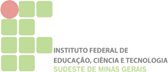 INSTITUTO FEDERAL DE
EDUCAÇÃO, CIÊNCIA E TECNOLOGIA
SUDESTE DE MINAS GERAIS